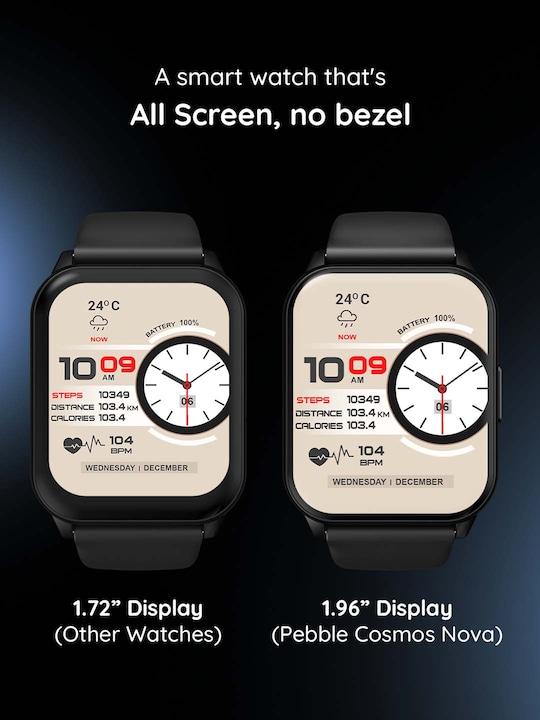 A smart watch that's
All Screen, no bezel
24° C
NOW
BATTERY 100%
10 09
AM
STEPS 10349
DISTANCE 103.4 KM
CALORIES 103.4
06
104
BPM
WEDNESDAY | DECEMBER
24° C
NOW
BATTERY 100%
10 09
AM
STEPS 10349
DISTANCE 103.4 KM
CALORIES 103.4
06
104
BPM
WEDNESDAY | DECEMBER
1.72” Display
(Other Watches)
1.96” Display
(Pebble Cosmos Nova)